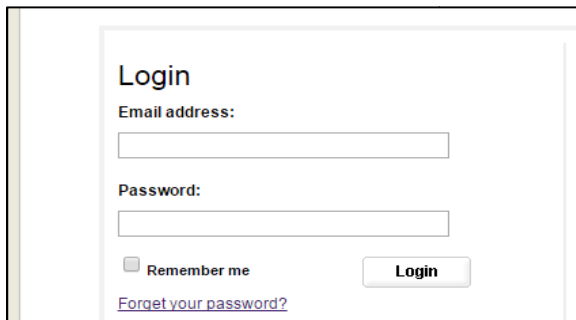 Login
Email address:
Password:
Remember me
Login
Forget your password?